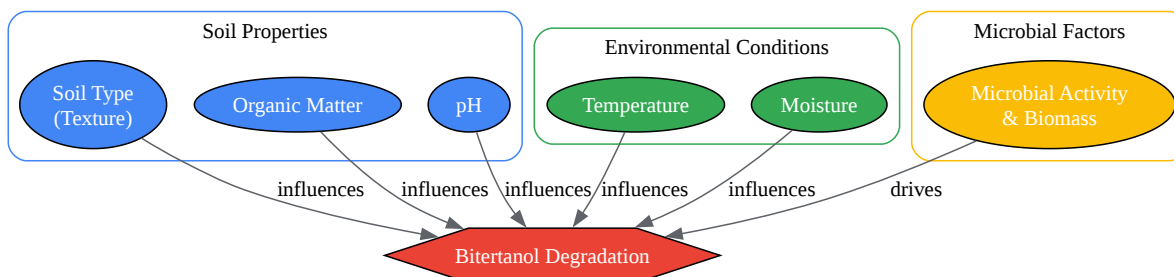 Soil Properties
Environmental Conditions
Microbial Factors
Soil Type
(Texture)
Organic Matter
pH
Temperature
Moisture
Microbial Activity
& Biomass
influences
influences
influences
influences
influences
drives
Bitertanol Degradation